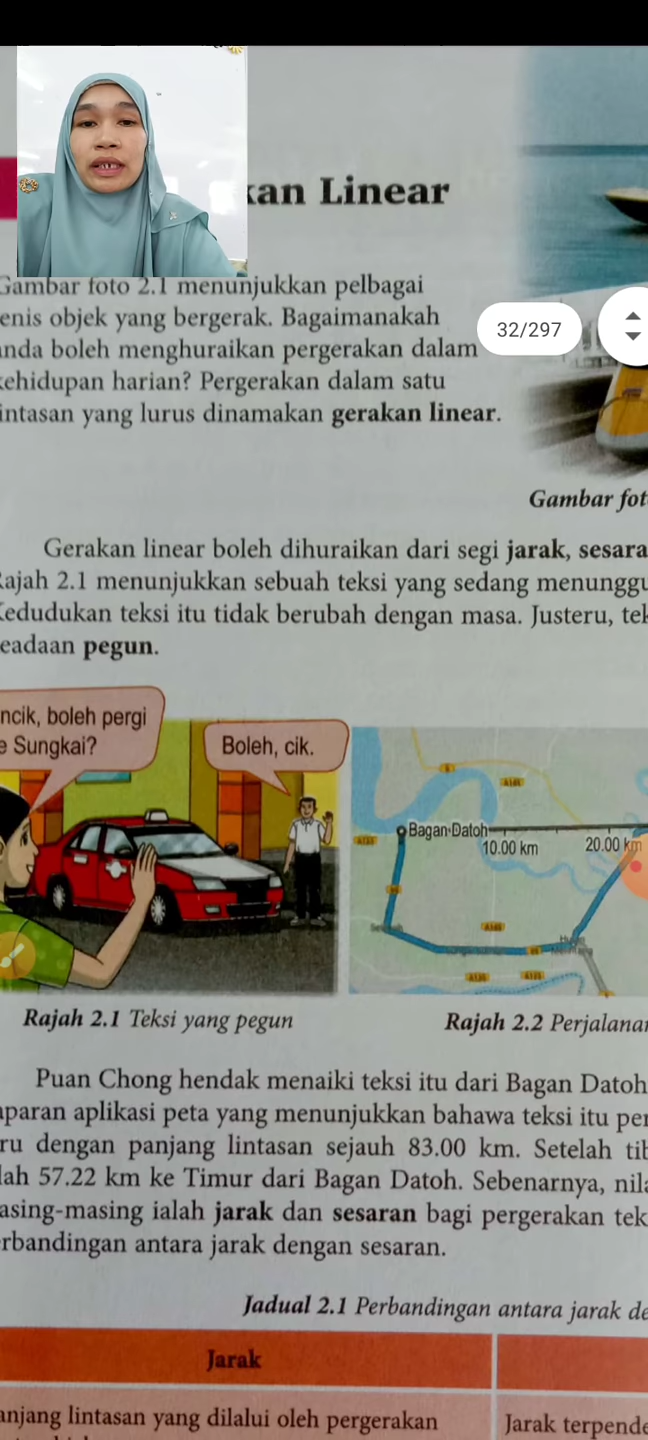 kan Linear
Gambar foto 2.1 menunjukkan pelbagai
enis objek yang bergerak. Bagaimanakah
anda boleh menghuraikan pergerakan dalam
kehidupan harian? Pergerakan dalam satu
intasan yang lurus dinamakan gerakan linear.
32/297
Gambar fot
Gerakan linear boleh dihuraikan dari segi jarak, sesara
Rajah 2.1 menunjukkan sebuah teksi yang sedang menunggu
Kedudukan teksi itu tidak berubah dengan masa. Justeru, tek
eadaan pegun.
ncik, boleh pergi
e Sungkai?
Boleh, cik.
Bagan Datoh
10.00 km
20.00 km
Rajah 2.1 Teksi yang pegun
Rajah 2.2 Perjalanan
Puan Chong hendak menaiki teksi itu dari Bagan Datoh
aparan aplikasi peta yang menunjukkan bahawa teksi itu per
ru dengan panjang lintasan sejauh 83.00 km. Setelah tib
lah 57.22 km ke Timur dari Bagan Datoh. Sebenarnya, nila
asing-masing ialah jarak dan sesaran bagi pergerakan tek
rbandingan antara jarak dengan sesaran.
Jadual 2.1 Perbandingan antara jarak de
Jarak
anjang lintasan yang dilalui oleh pergerakan
Jarak terpende